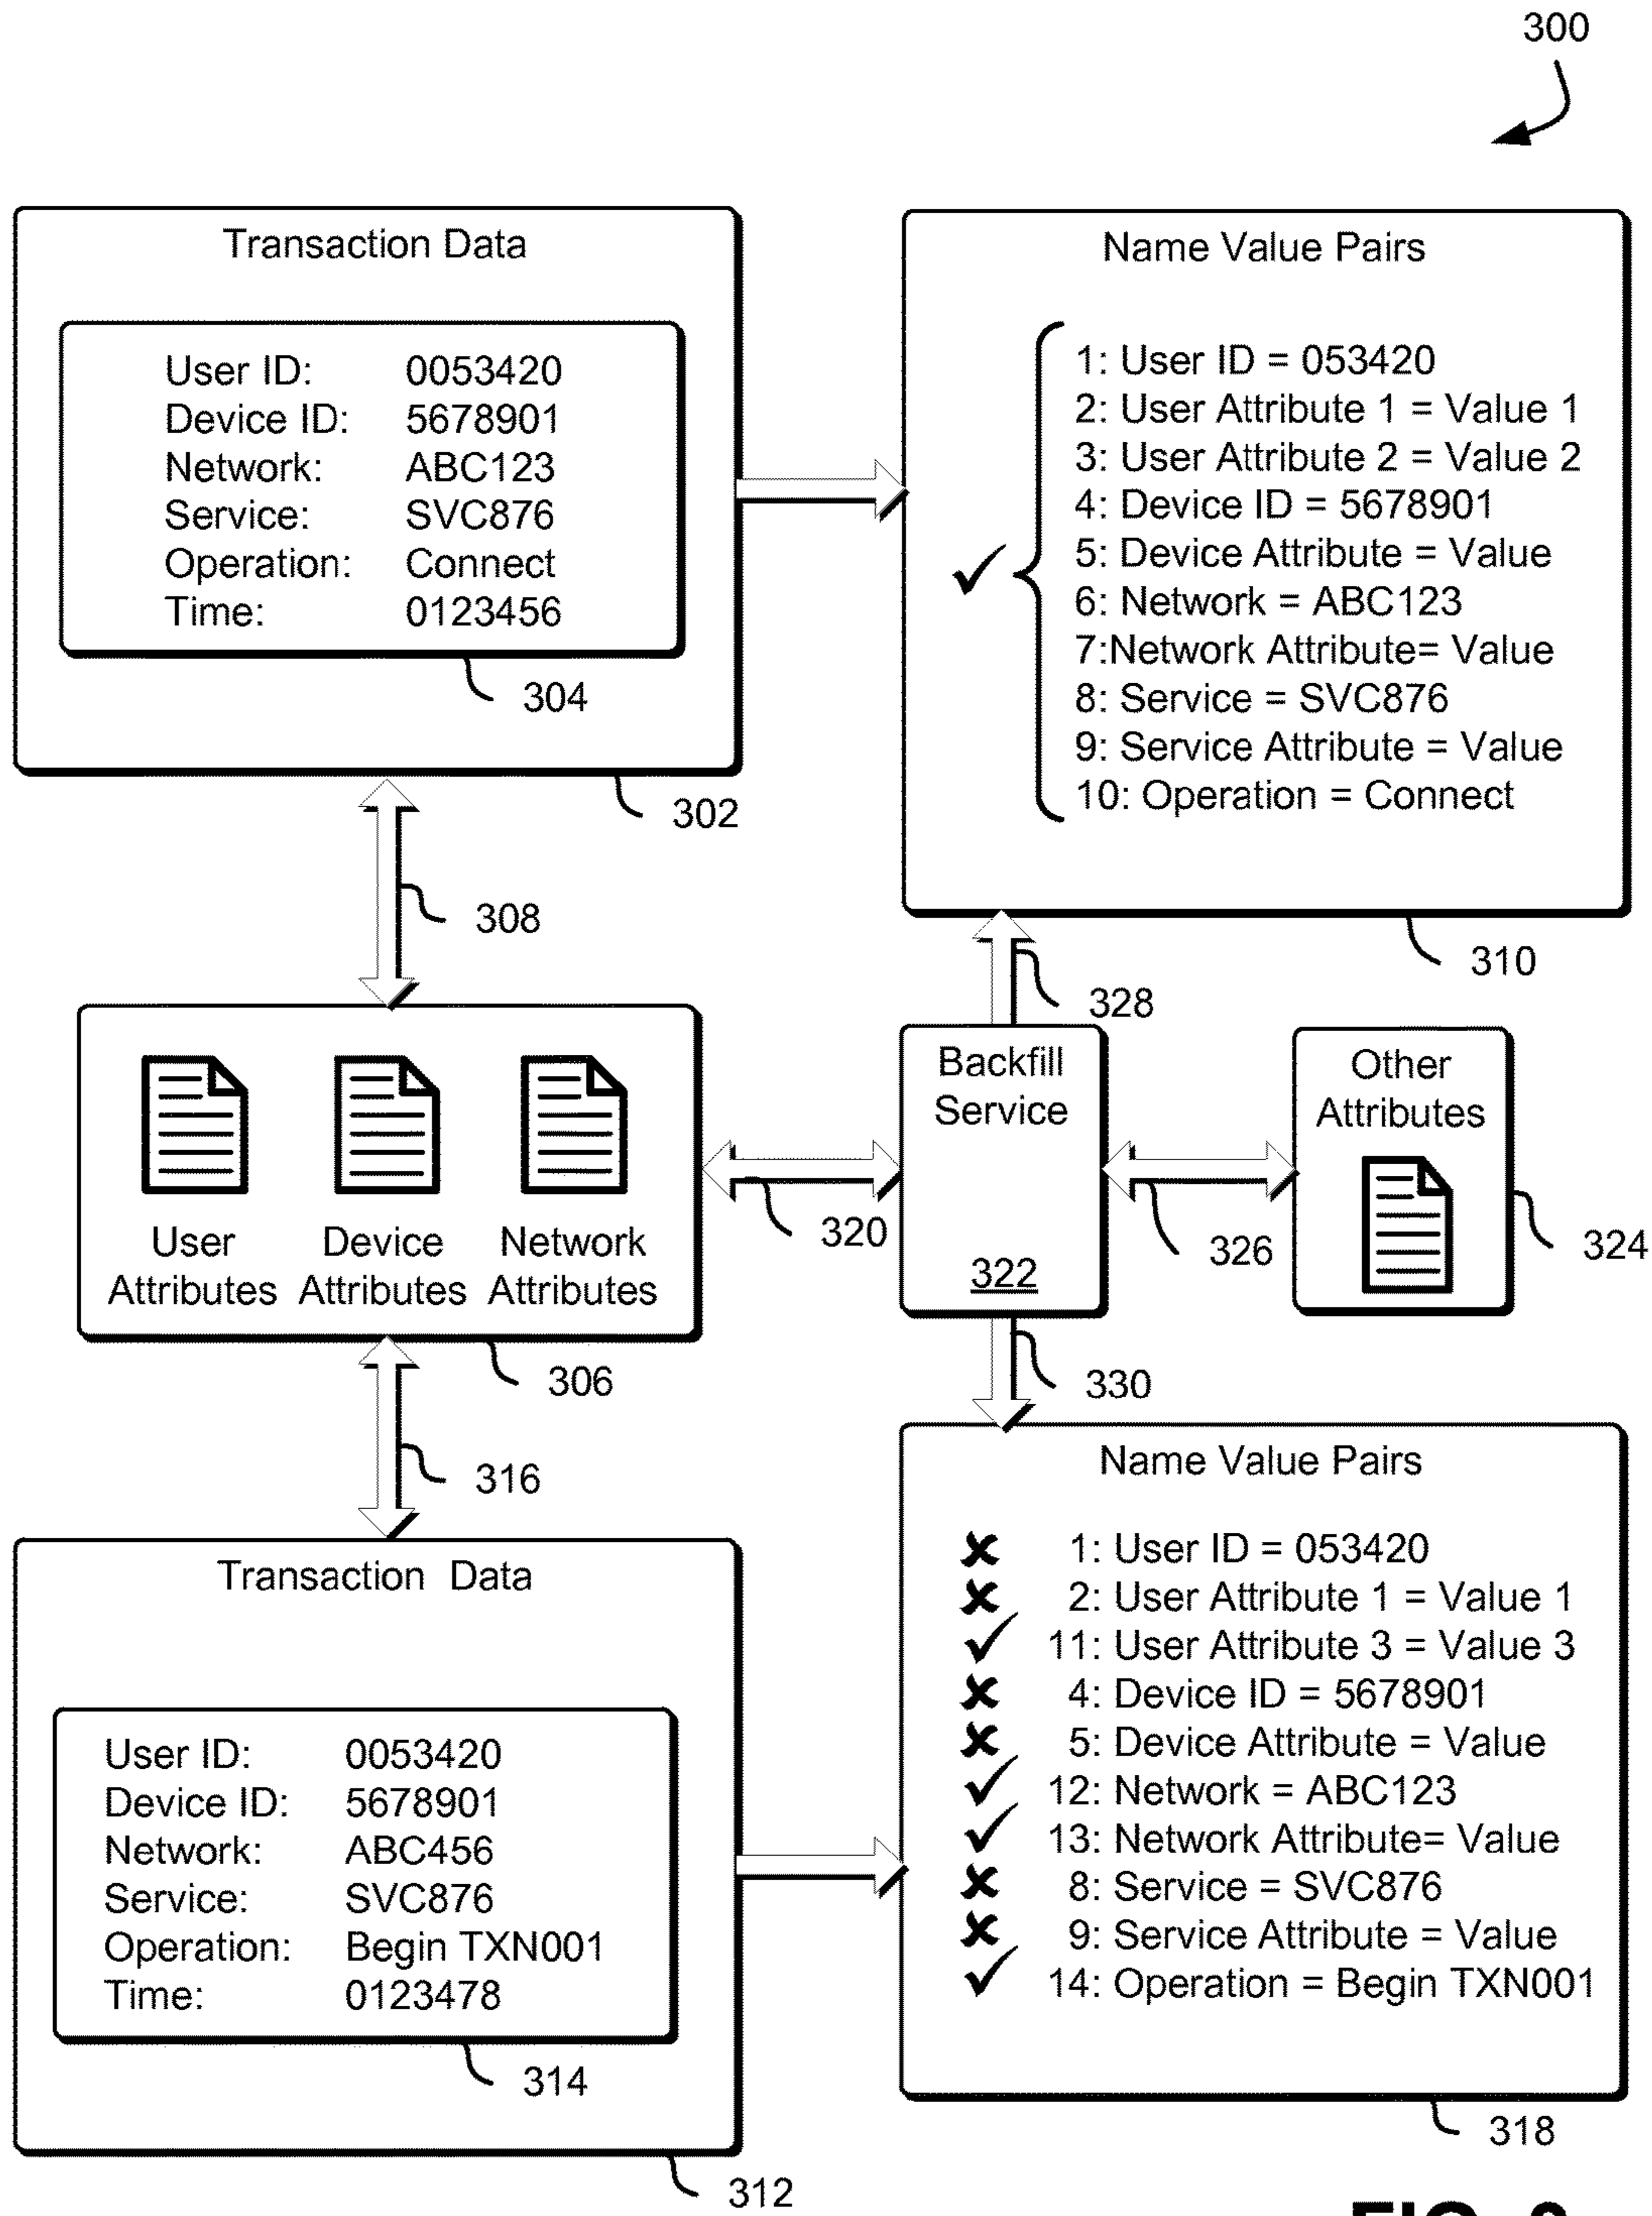 300
Transaction Data
User ID: 0053420
Device ID: 5678901
Network: ABC123
Service: SVC876
Operation: Connect
Time: 0123456
304
302
Name Value Pairs
1: User ID = 053420
2: User Attribute 1 = Value 1
3: User Attribute 2 = Value 2
4: Device ID = 5678901
5: Device Attribute = Value
6: Network = ABC123
7:Network Attribute= Value
8: Service = SVC876
9: Service Attribute = Value
10: Operation = Connect
310
308
328
User
Attributes
Device
Attributes
Network
Attributes
306
320
Backfill
Service
322
326
Other
Attributes
324
316
330
Transaction Data
User ID: 0053420
Device ID: 5678901
Network: ABC456
Service: SVC876
Operation: Begin TXN001
Time: 0123478
314
312
Name Value Pairs
1: User ID = 053420
2: User Attribute 1 = Value 1
11: User Attribute 3 = Value 3
4: Device ID = 5678901
5: Device Attribute = Value
12: Network = ABC123
13: Network Attribute= Value
8: Service = SVC876
9: Service Attribute = Value
14: Operation = Begin TXN001
318
FIG.